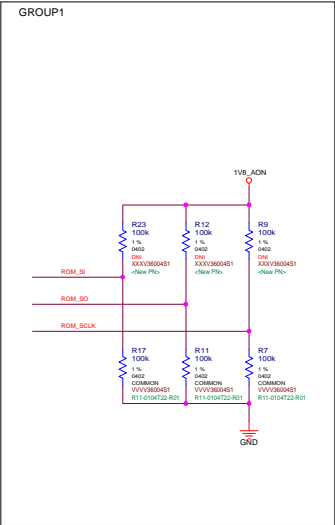 GROUP1
1V8_AON
R23
100k
1 %
0402
DNI
XXXV36004S1
<New PN>
R12
100k
1 %
0402
DNI
XXXV36004S1
<New PN>
R9
100k
1 %
0402
DNI
XXXV36004S1
<New PN>
ROM_SI
ROM_SO
ROM_SCLK
R17
100k
1 %
0402
COMMON
VVVV36004S1
R11-0104T22-R01
R11
100k
1 %
0402
COMMON
VVVV36004S1
R11-0104T22-R01
R7
100k
1 %
0402
COMMON
VVVV36004S1
R11-0104T22-R01
GND